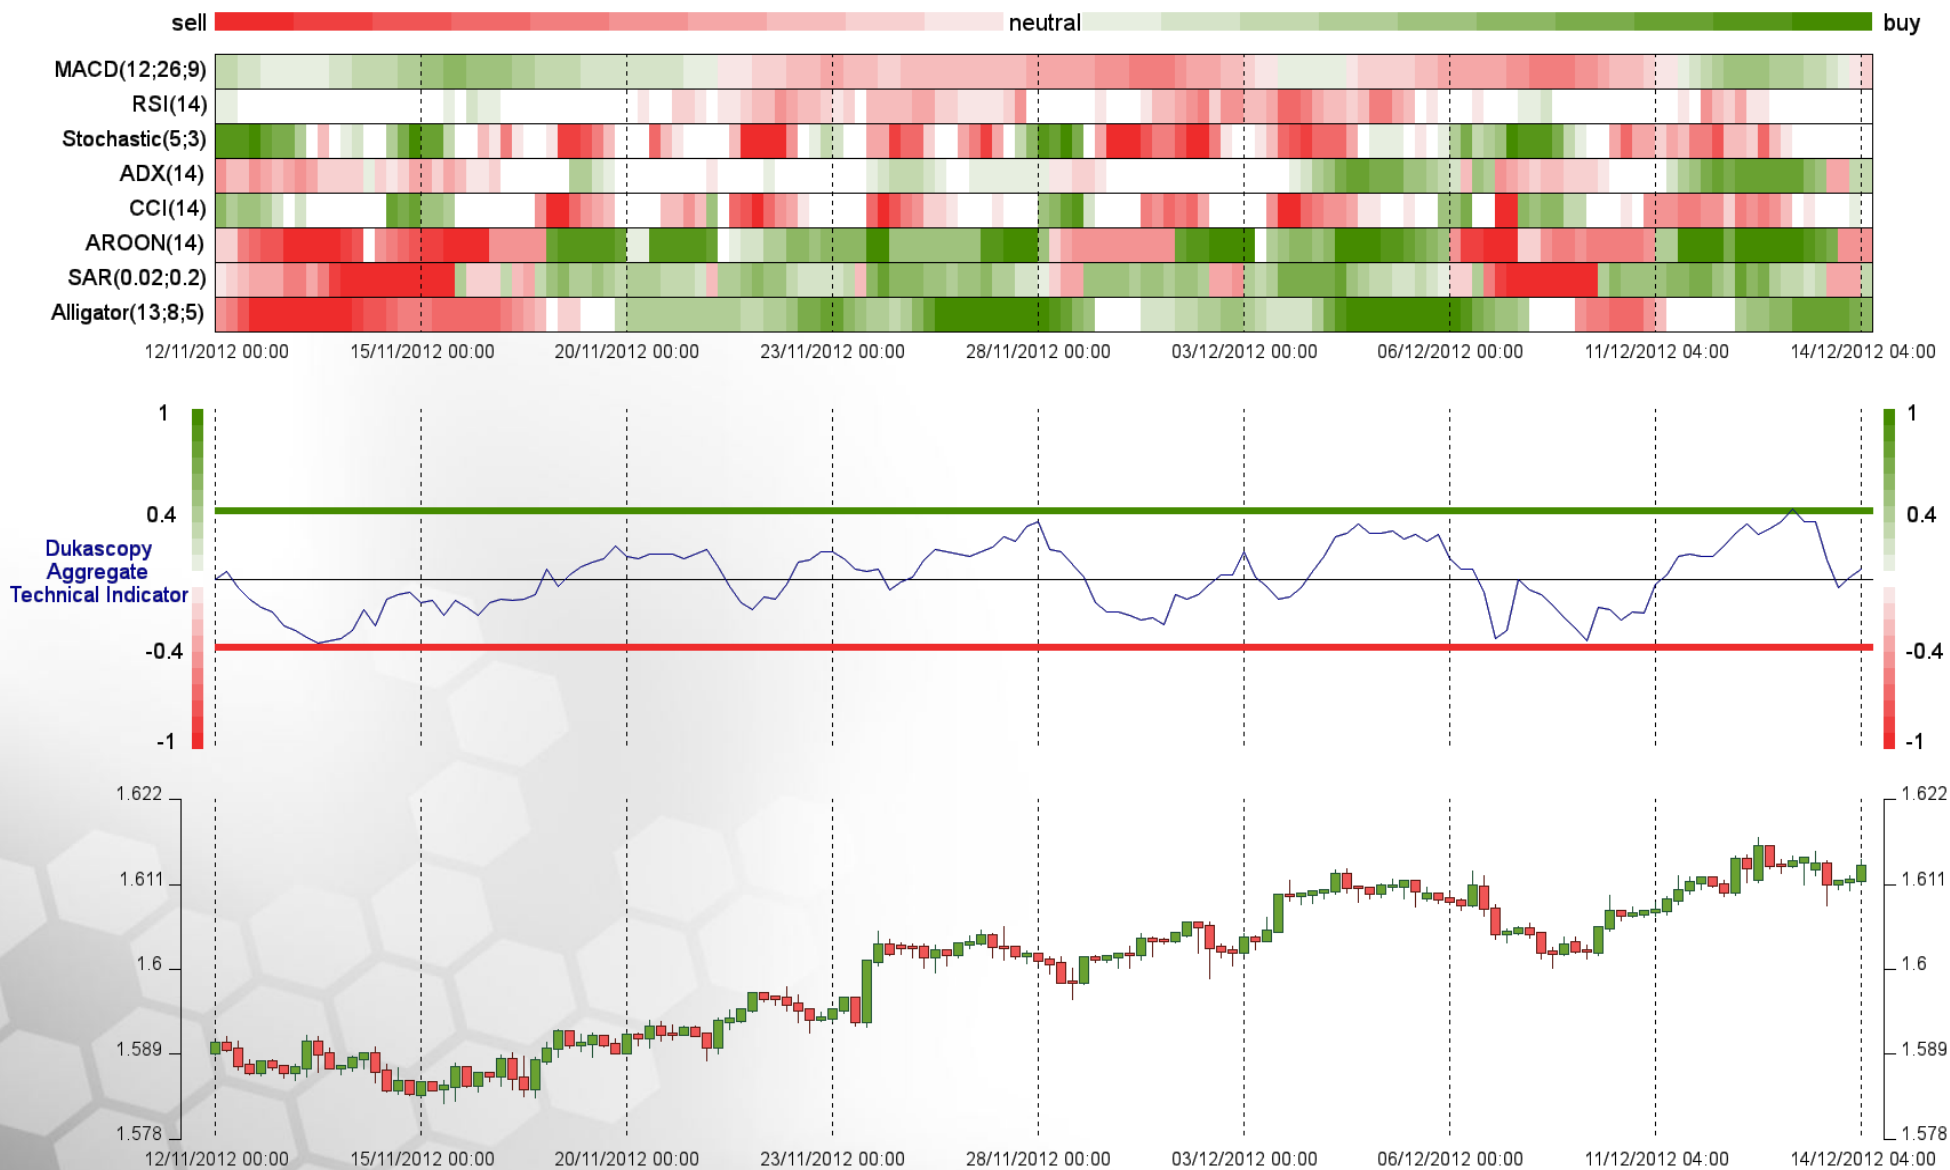 sell neutral buy
MACD(12;26;9)
RSI(14)
Stochastic(5;3)
ADX(14)
CCI(14)
AROON(14)
SAR(0.02;0.2)
Alligator(13;8;5)
12/11/2012 00:00 15/11/2012 00:00 20/11/2012 00:00 23/11/2012 00:00 28/11/2012 00:00 03/12/2012 00:00 06/12/2012 00:00 11/12/2012 04:00 14/12/2012 04:00
1 1
0.4 0.4
Dukascopy
Aggregate
Technical Indicator
-0.4 -0.4
-1 -1
1.622 1.622
1.611 1.611
1.6 1.6
1.589 1.589
1.578 1.578
12/11/2012 00:00 15/11/2012 00:00 20/11/2012 00:00 23/11/2012 00:00 28/11/2012 00:00 03/12/2012 00:00 06/12/2012 00:00 11/12/2012 04:00 14/12/2012 04:00